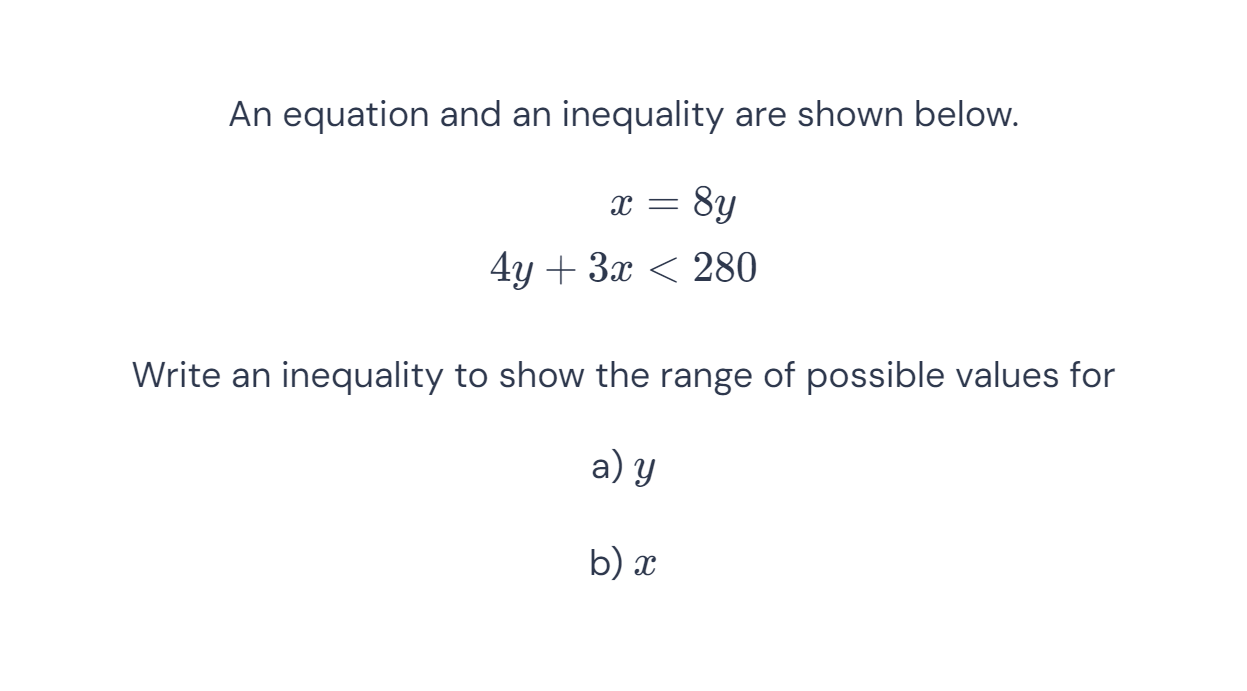 An equation and an inequality are shown below.
x = 8y
4y + 3x < 280
Write an inequality to show the range of possible values for
a) y
b) x